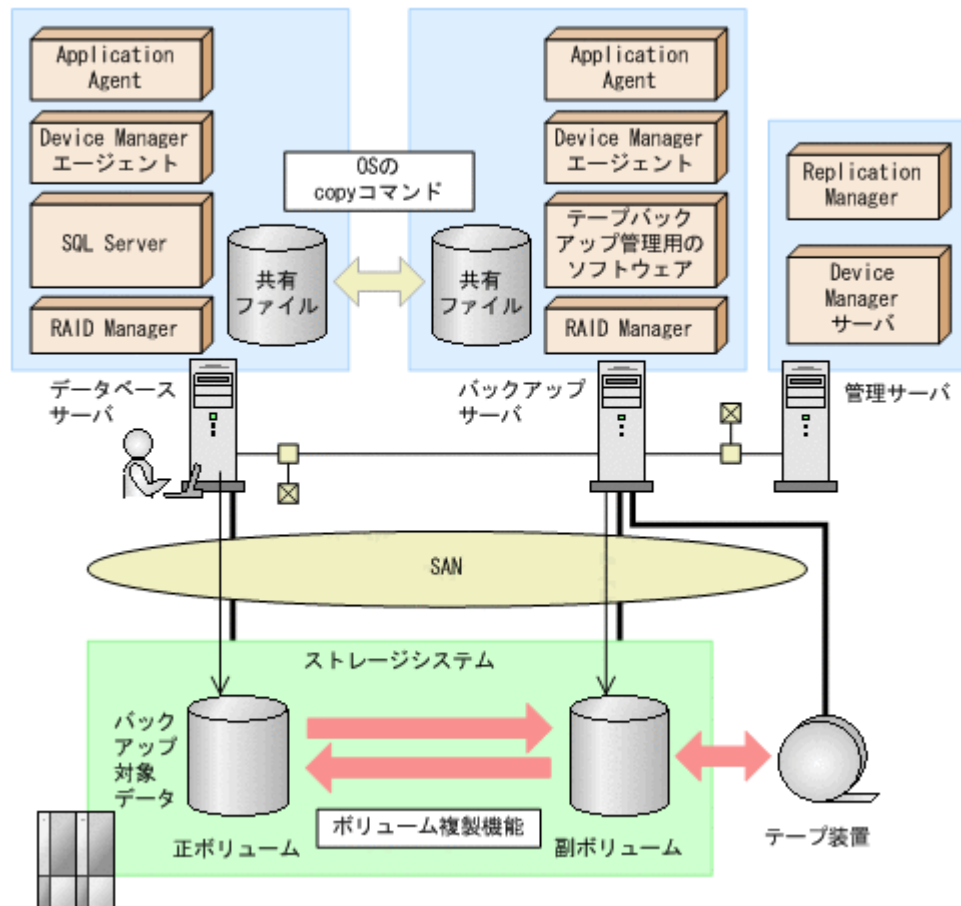 Application
Agent
Device Manager
エージェント
SQL Server
RAID Manager
共有
ファイル
OSの
copyコマンド
Application
Agent
Device Manager
エージェント
テープバック
アップ管理用の
ソフトウェア
RAID Manager
共有
ファイル
Replication
Manager
Device
Manager
サーバ
データベース
サーバ
バックアップ
サーバ
管理サーバ
SAN
ストレージシステム
バック
アップ
対象
データ
正ボリューム
ボリューム複製機能
副ボリューム
テープ装置